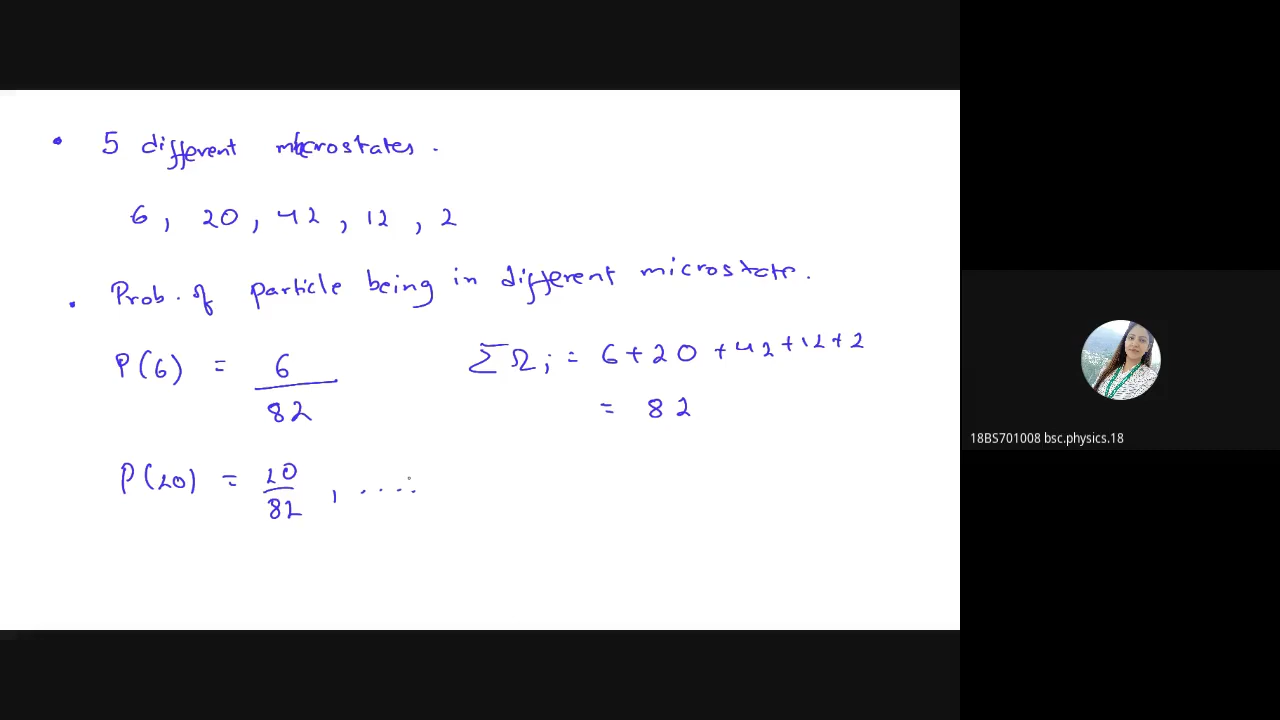 • 5 different microstates.
6, 20, 42, 12, 2
• Prob. of particle being in different microstate.
P(6) = 6/82
ΣΩi = 6+20+42+12+2
= 82
P(20) = 20/82, .....
18BS701008 bsc.physics.18